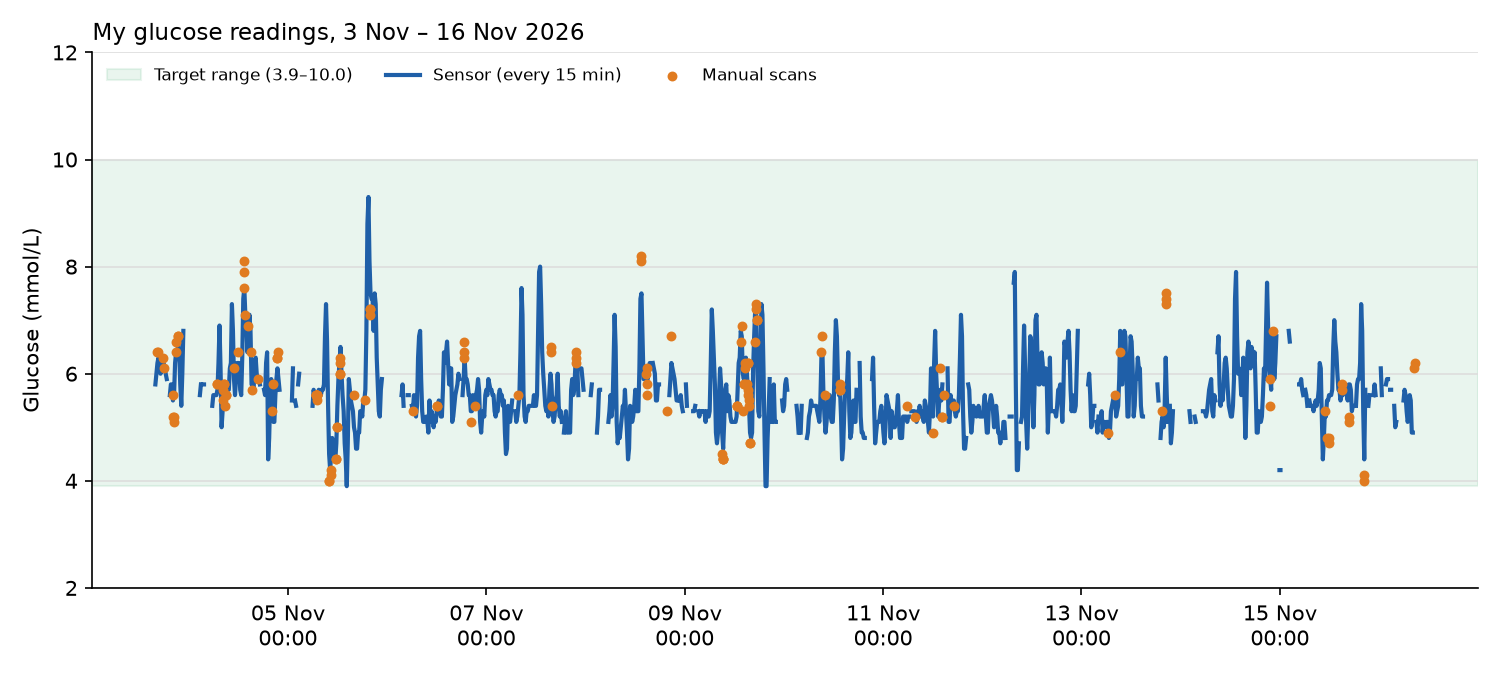 My glucose readings, 3 Nov – 16 Nov 2026
Target range (3.9–10.0)
Sensor (every 15 min)
Manual scans
Glucose (mmol/L)
12
10
8
6
4
2
05 Nov
00:00
07 Nov
00:00
09 Nov
00:00
11 Nov
00:00
13 Nov
00:00
15 Nov
00:00